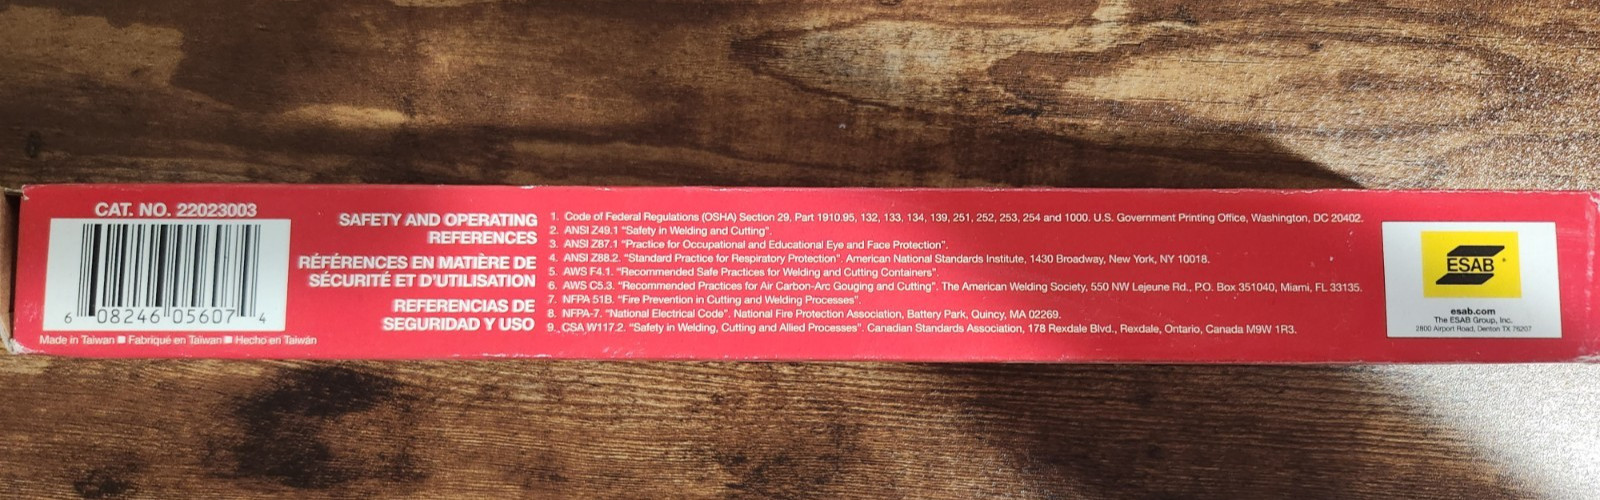 CAT. NO. 22023003
6 08246 05607 4
Made in Taiwan ■ Fabriqué en Taïwan ■ Hecho en Taiwán
SAFETY AND OPERATING
REFERENCES
RÉFÉRENCES EN MATIÈRE DE
SÉCURITÉ ET D'UTILISATION
REFERENCIAS DE
SEGURIDAD Y USO
1. Code of Federal Regulations (OSHA) Section 29, Part 1910.95, 132, 133, 134, 139, 251, 252, 253, 254 and 1000. U.S. Government Printing Office, Washington, DC 20402.
2. ANSI Z49.1 "Safety in Welding and Cutting".
3. ANSI Z87.1 "Practice for Occupational and Educational Eye and Face Protection".
4. ANSI Z88.2. "Standard Practice for Respiratory Protection". American National Standards Institute, 1430 Broadway, New York, NY 10018.
5. AWS F4.1. "Recommended Safe Practices for Welding and Cutting Containers".
6. AWS C5.3. "Recommended Practices for Air Carbon-Arc Gouging and Cutting". The American Welding Society, 550 NW Lejeune Rd., P.O. Box 351040, Miami, FL 33135.
7. NFPA 51B. "Fire Prevention in Cutting and Welding Processes".
8. NFPA-7. "National Electrical Code". National Fire Protection Association, Battery Park, Quincy, MA 02269.
9. CSA W117.2. "Safety in Welding, Cutting and Allied Processes". Canadian Standards Association, 178 Rexdale Blvd., Rexdale, Ontario, Canada M9W 1R3.
ESAB
esab.com
The ESAB Group, Inc.
2800 Airport Road, Denton TX 76207